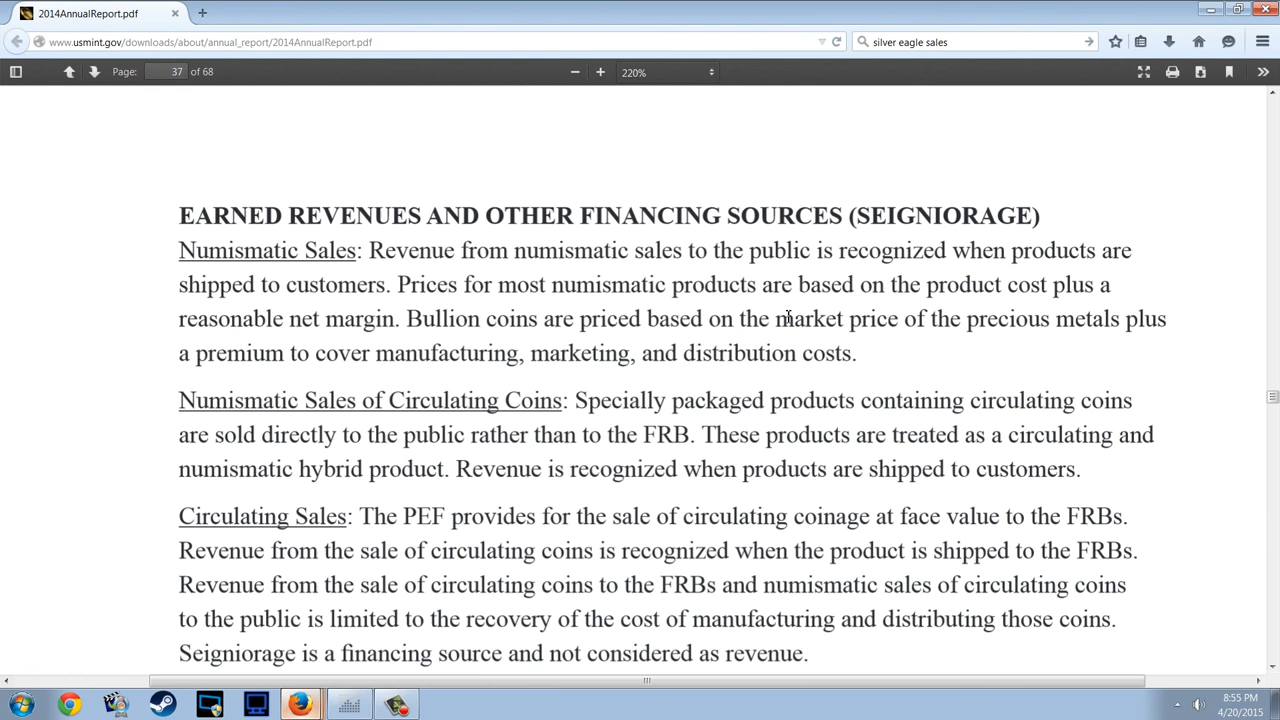 2014AnnualReport.pdf
www.usmint.gov/downloads/about/annual_report/2014AnnualReport.pdf
silver eagle sales
Page: 37 of 68
220%
EARNED REVENUES AND OTHER FINANCING SOURCES (SEIGNIORAGE)
Numismatic Sales: Revenue from numismatic sales to the public is recognized when products are
shipped to customers. Prices for most numismatic products are based on the product cost plus a
reasonable net margin. Bullion coins are priced based on the market price of the precious metals plus
a premium to cover manufacturing, marketing, and distribution costs.
Numismatic Sales of Circulating Coins: Specially packaged products containing circulating coins
are sold directly to the public rather than to the FRB. These products are treated as a circulating and
numismatic hybrid product. Revenue is recognized when products are shipped to customers.
Circulating Sales: The PEF provides for the sale of circulating coinage at face value to the FRBs.
Revenue from the sale of circulating coins is recognized when the product is shipped to the FRBs.
Revenue from the sale of circulating coins to the FRBs and numismatic sales of circulating coins
to the public is limited to the recovery of the cost of manufacturing and distributing those coins.
Seigniorage is a financing source and not considered as revenue.
8:55 PM
4/20/2015